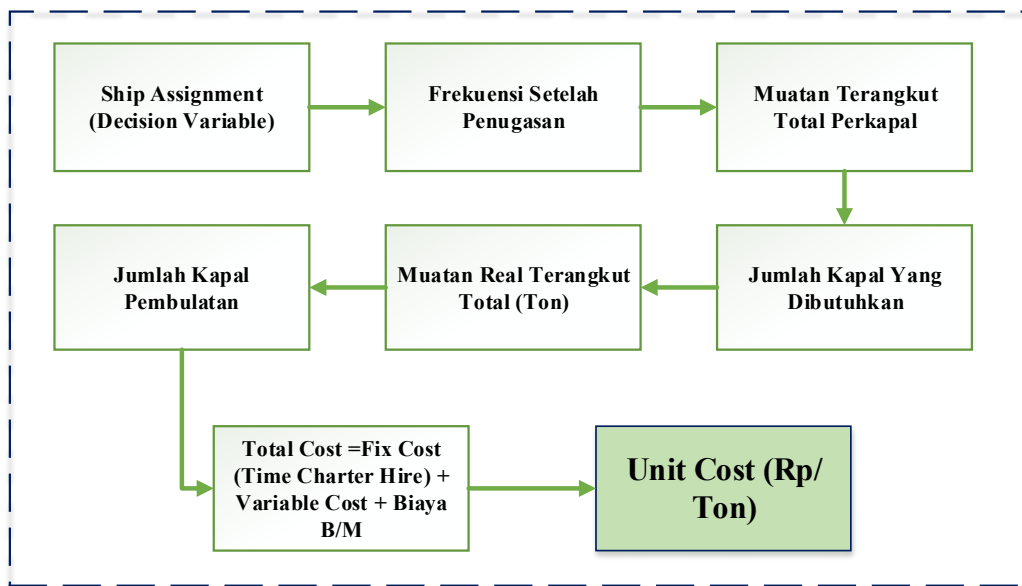 Ship Assignment
(Decision Variable)
Frekuensi Setelah
Penugasan
Muatan Terangkut
Total Perkapal
Jumlah Kapal
Pembulatan
Muatan Real Terangkut
Total (Ton)
Jumlah Kapal Yang
Dibutuhkan
Total Cost =Fix Cost
(Time Charter Hire) +
Variable Cost + Biaya
B/M
Unit Cost (Rp/
Ton)